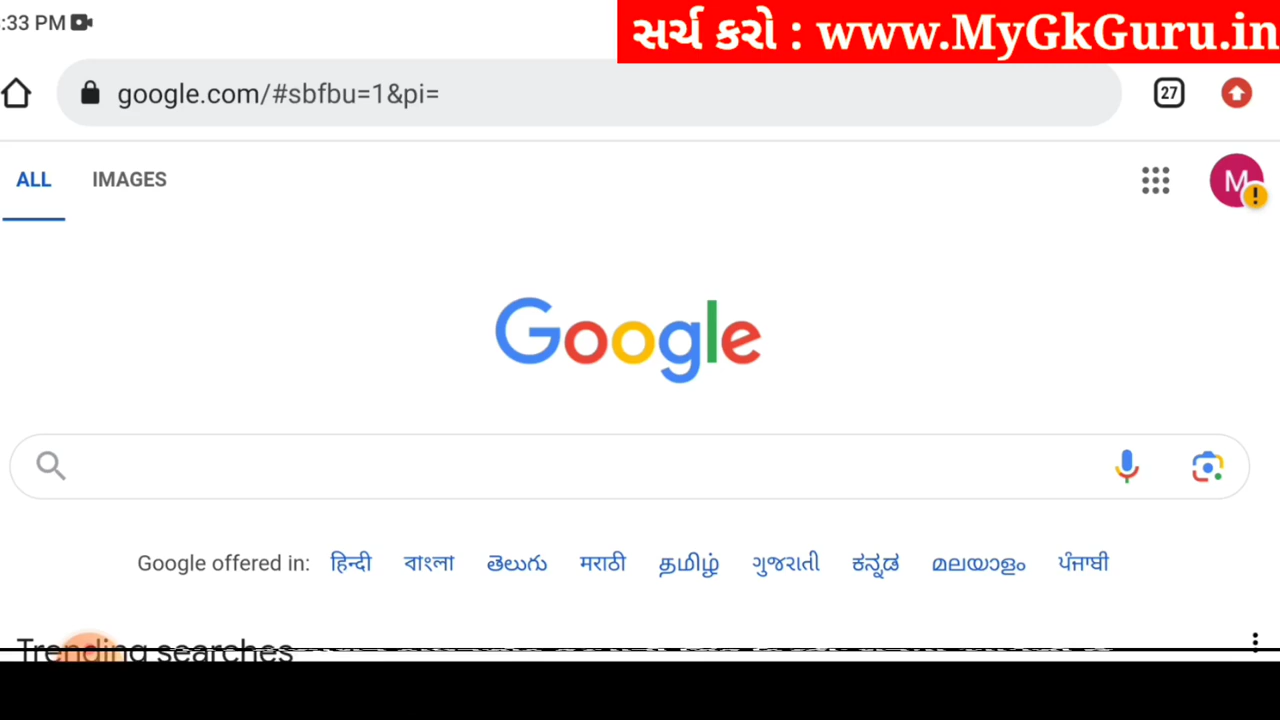 :33 PM
સર્ચ કરો : www.MyGkGuru.in
google.com/#sbfbu=1&pi=
27
ALL IMAGES
M
Google
Google offered in: हिन्दी বাংলা తెలుగు मराठी தமிழ் ગુજરાતી ಕನ್ನಡ മലയാളം ਪੰਜਾਬੀ
Trending searches